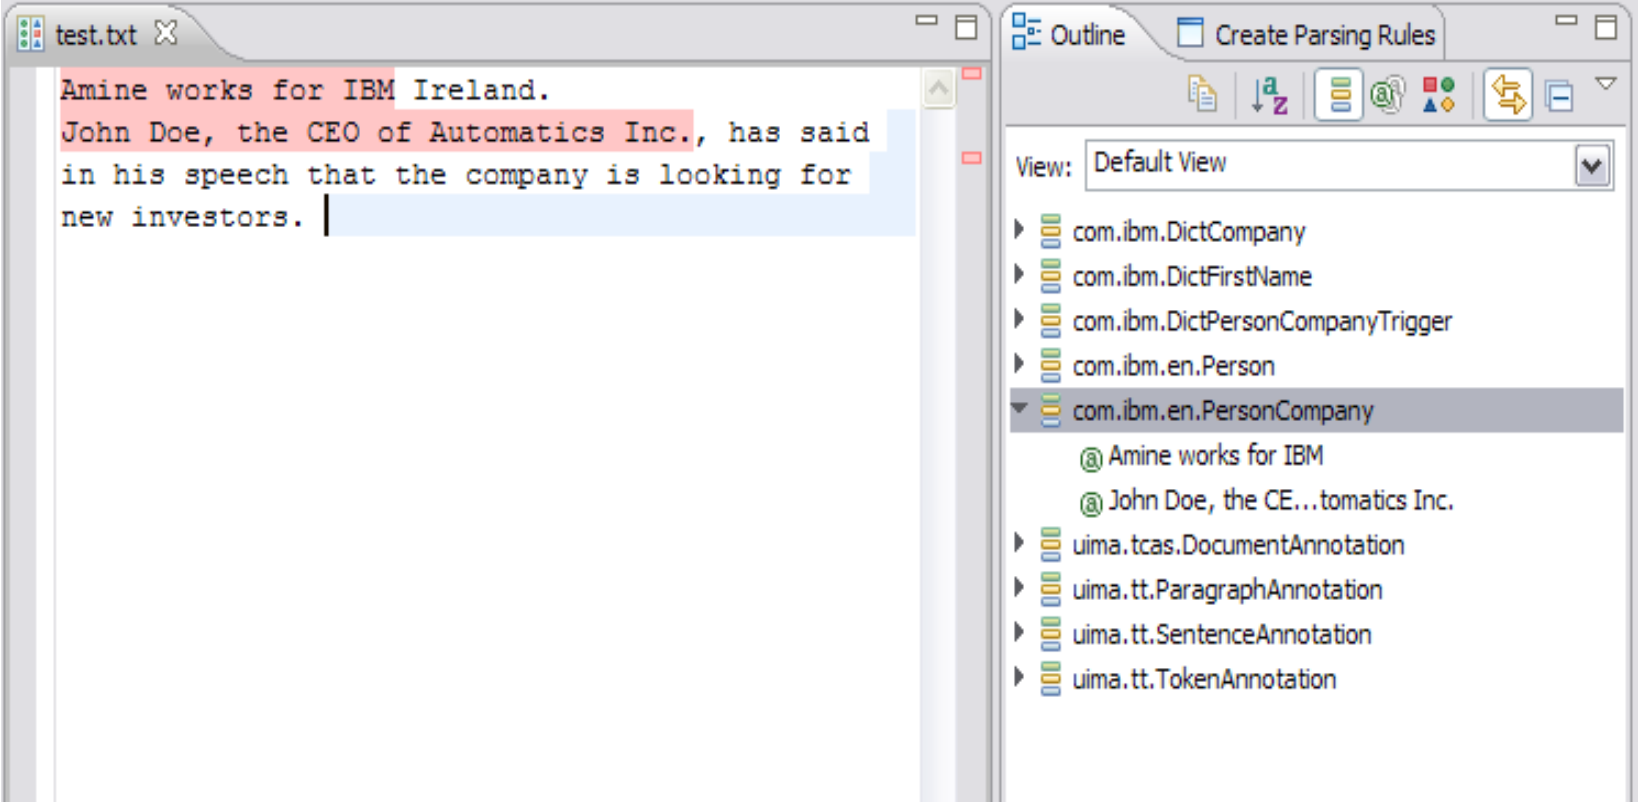 test.txt
Amine works for IBM Ireland.
John Doe, the CEO of Automatics Inc., has said
in his speech that the company is looking for
new investors.
Outline
Create Parsing Rules
View: Default View
com.ibm.DictCompany
com.ibm.DictFirstName
com.ibm.DictPersonCompanyTrigger
com.ibm.en.Person
com.ibm.en.PersonCompany
Amine works for IBM
John Doe, the CE...tomatics Inc.
uima.tcas.DocumentAnnotation
uima.tt.ParagraphAnnotation
uima.tt.SentenceAnnotation
uima.tt.TokenAnnotation